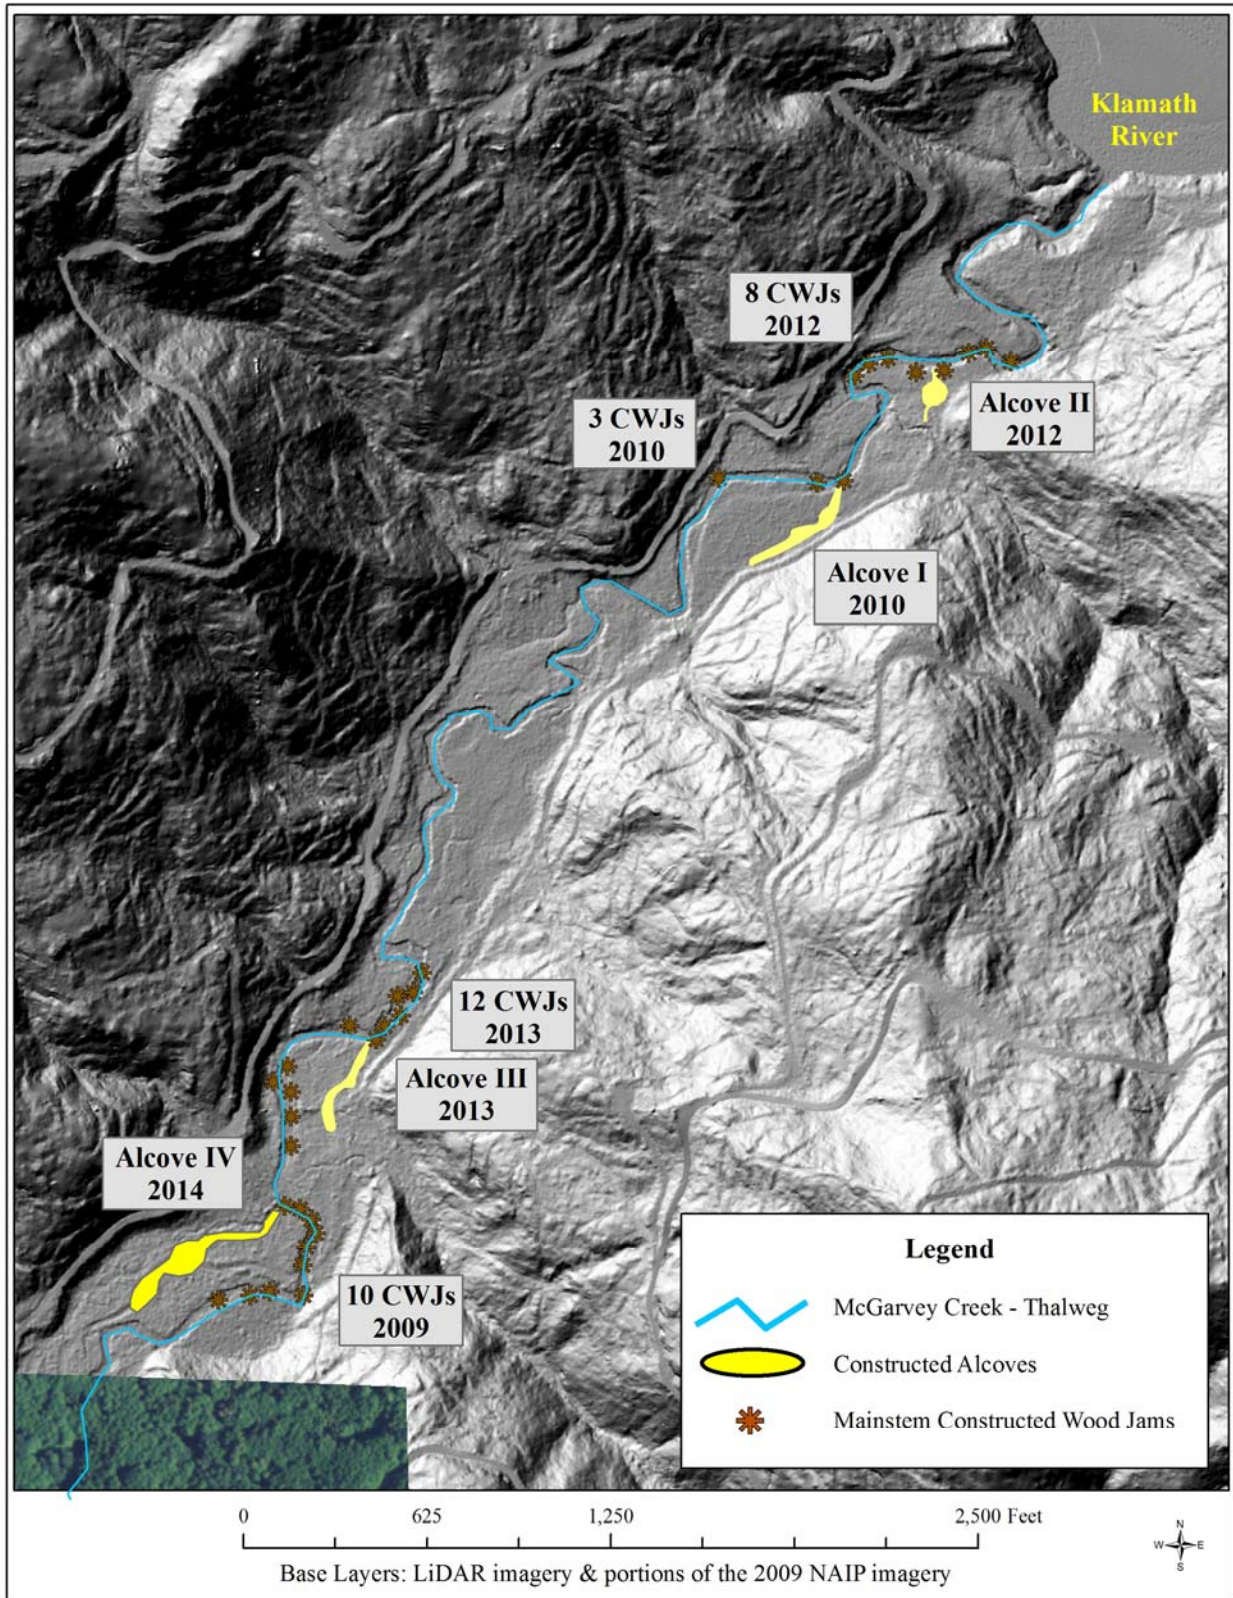 Klamath
River
8 CWJs
2012
Alcove II
2012
3 CWJs
2010
Alcove I
2010
12 CWJs
2013
Alcove III
2013
Alcove IV
2014
10 CWJs
2009
Legend
McGarvey Creek - Thalweg
Constructed Alcoves
Mainstem Constructed Wood Jams
0 625 1,250 2,500 Feet
Base Layers: LiDAR imagery & portions of the 2009 NAIP imagery
N
W E
S